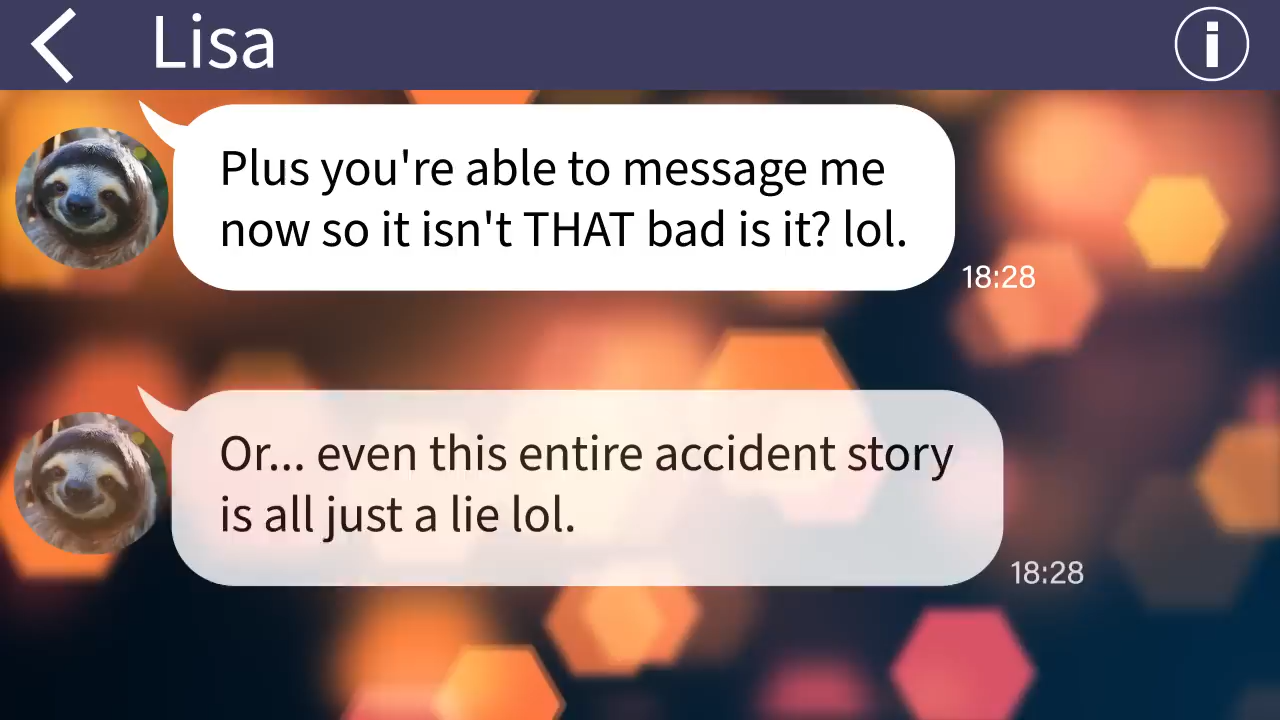 Lisa
Plus you're able to message me
now so it isn't THAT bad is it? lol.
18:28
Or... even this entire accident story
is all just a lie lol.
18:28